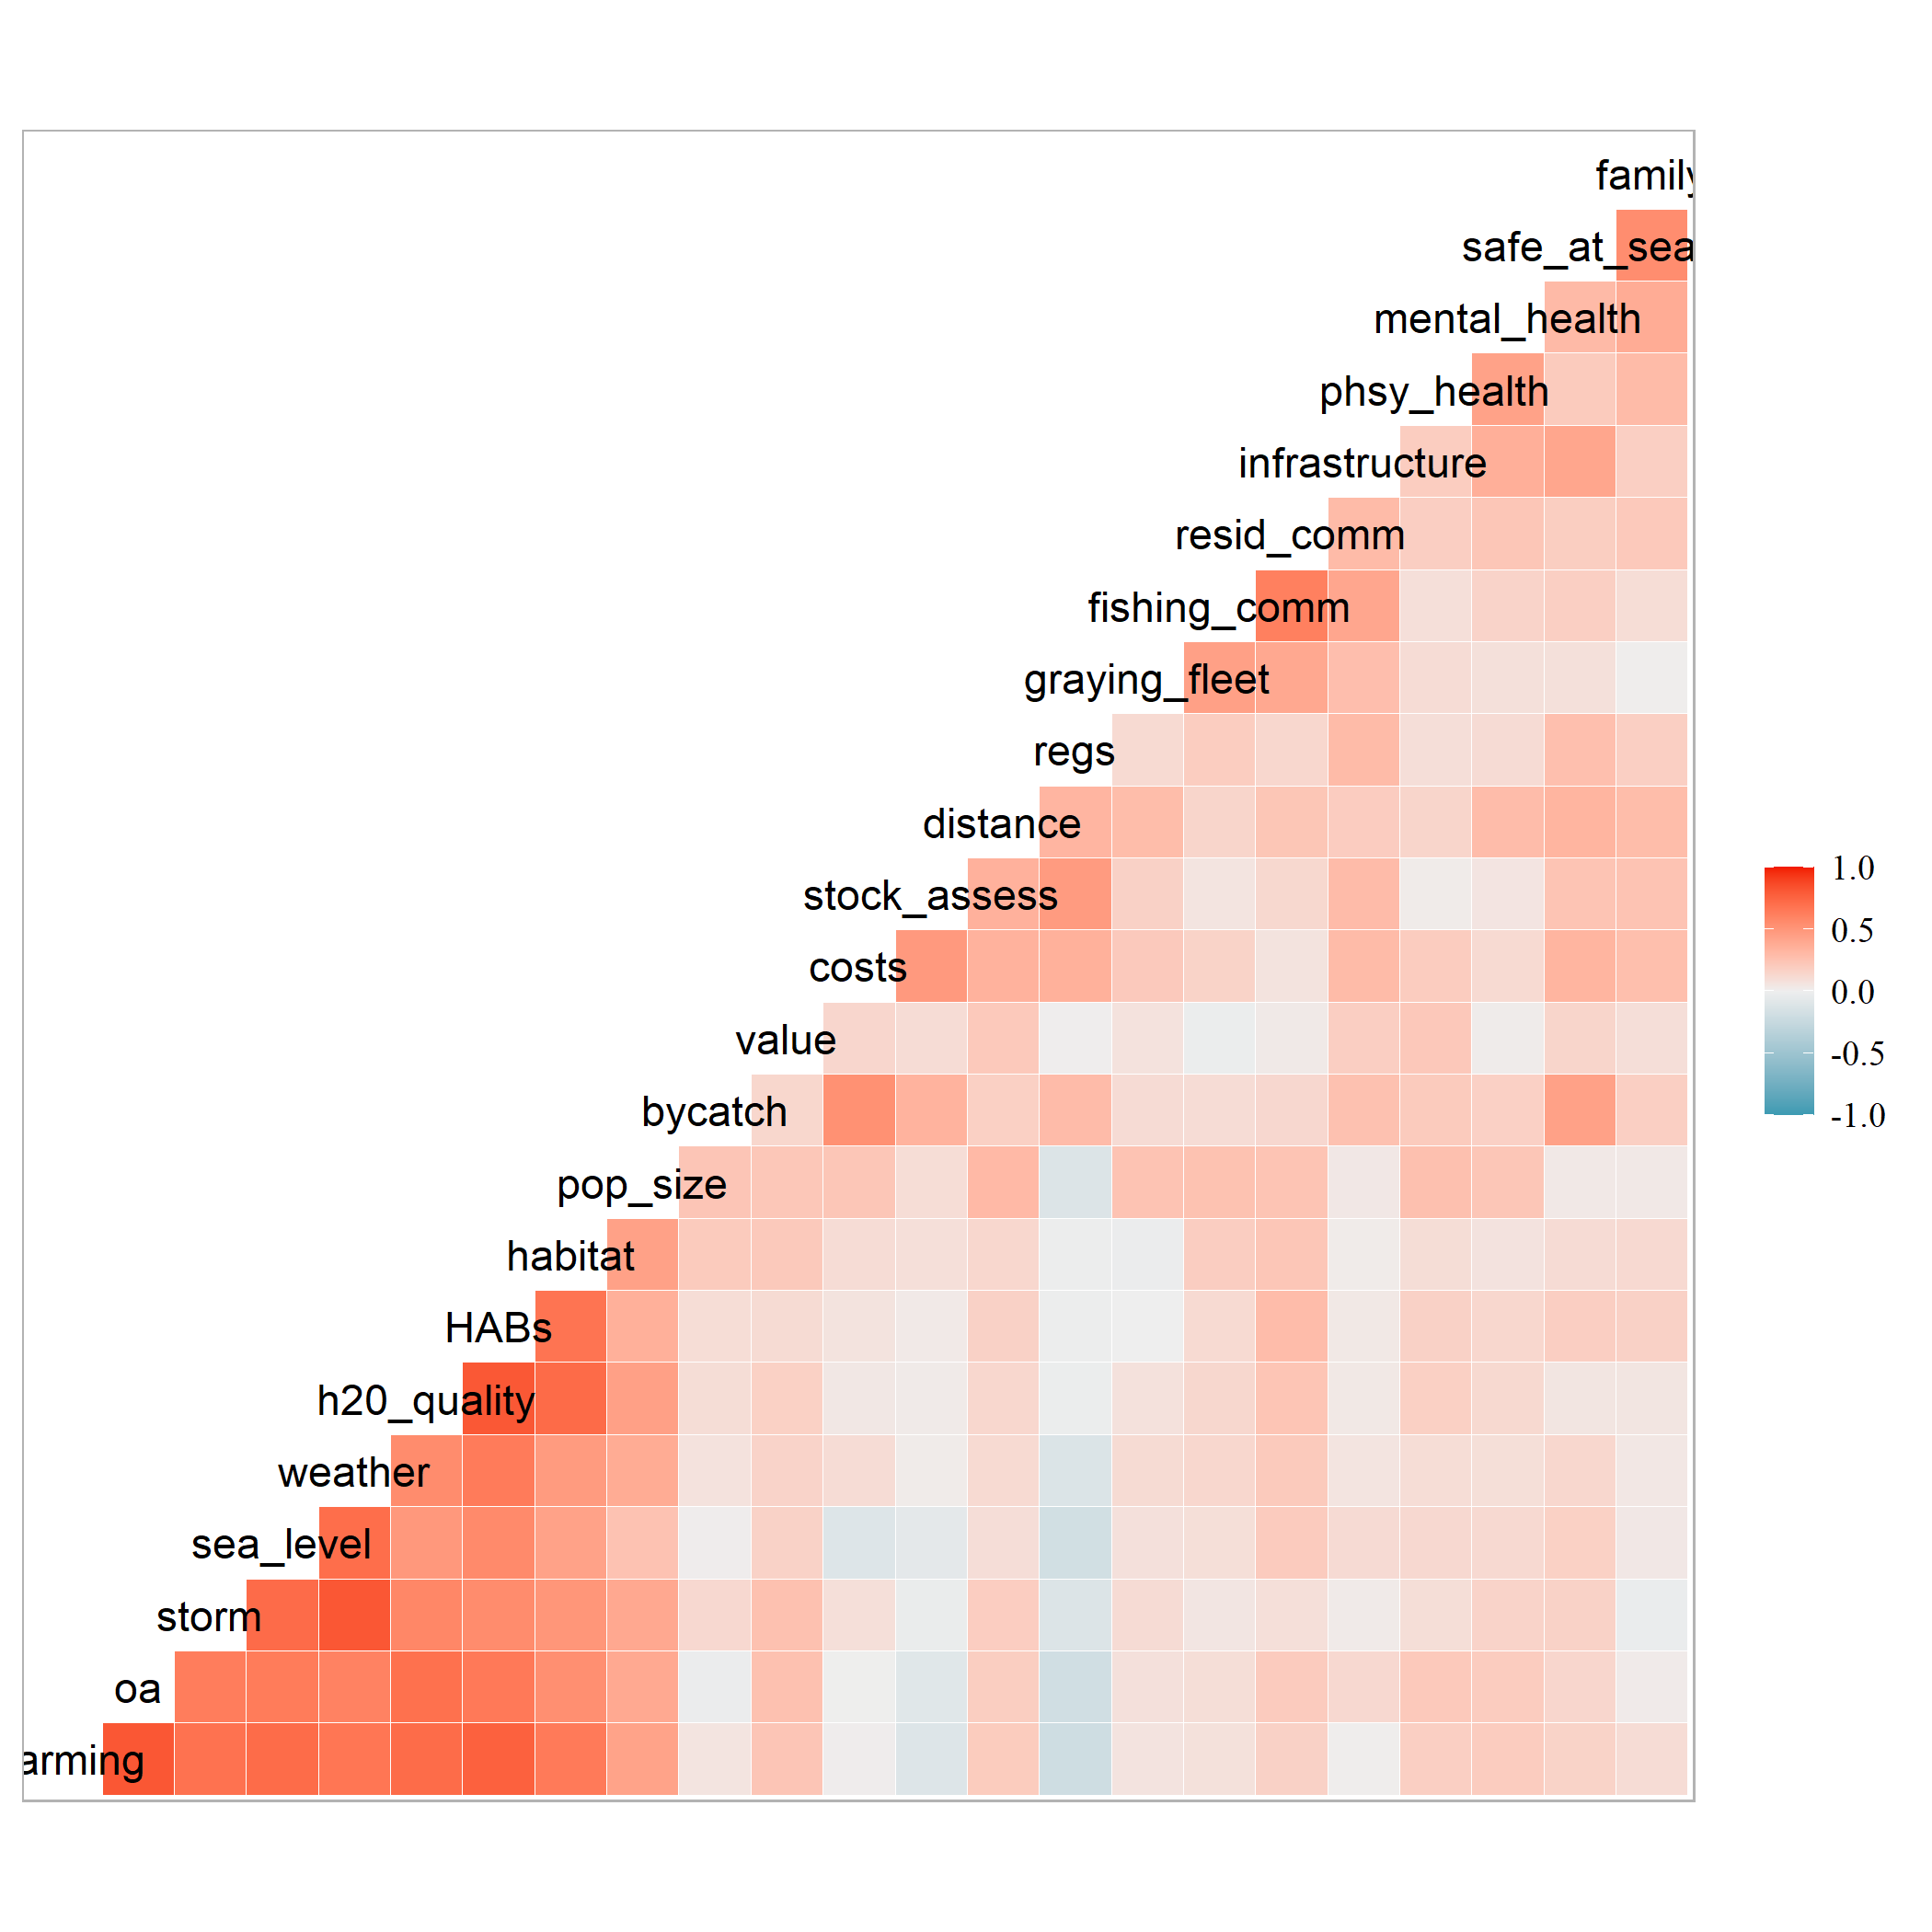 family
safe_at_sea
mental_health
phsy_health
infrastructure
resid_comm
fishing_comm
graying_fleet
regs
distance
stock_assess
costs
value
bycatch
pop_size
habitat
HABs
h20_quality
weather
sea_level
storm
oa
arming
1.0
0.5
0.0
-0.5
-1.0